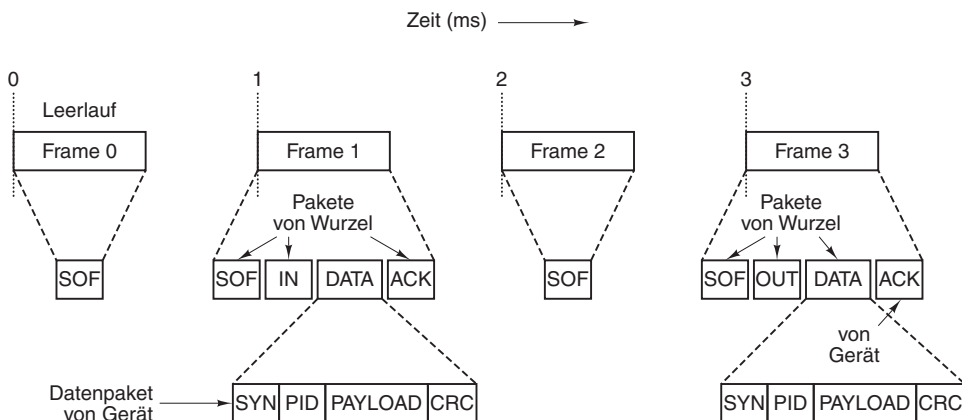 Zeit (ms)
0 1 2 3
Leerlauf
Frame 0 Frame 1 Frame 2 Frame 3
Pakete
von Wurzel
Pakete
von Wurzel
SOF SOF IN DATA ACK SOF SOF OUT DATA ACK
von
Gerät
Datenpaket
von Gerät
SYN PID PAYLOAD CRC SYN PID PAYLOAD CRC